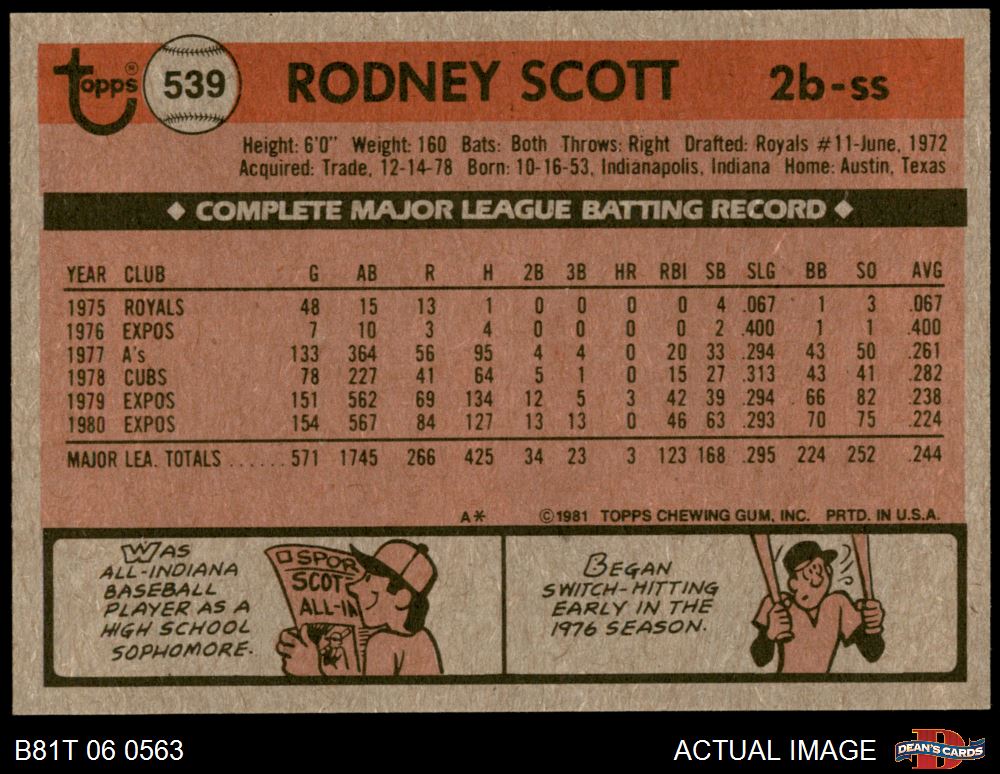 topps® 539 RODNEY SCOTT 2b-ss
Height: 6'0" Weight: 160 Bats: Both Throws: Right Drafted: Royals #11-June, 1972
Acquired: Trade, 12-14-78 Born: 10-16-53, Indianapolis, Indiana Home: Austin, Texas
◆ COMPLETE MAJOR LEAGUE BATTING RECORD ◆
YEAR CLUB G AB R H 2B 3B HR RBI SB SLG BB SO AVG
1975 ROYALS 48 15 13 1 0 0 0 0 4 .067 1 3 .067
1976 EXPOS 7 10 3 4 0 0 0 0 2 .400 1 1 .400
1977 A's 133 364 56 95 4 4 0 20 33 .294 43 50 .261
1978 CUBS 78 227 41 64 5 1 0 15 27 .313 43 41 .282
1979 EXPOS 151 562 69 134 12 5 3 42 39 .294 66 82 .238
1980 EXPOS 154 567 84 127 13 13 0 46 63 .293 70 75 .224
MAJOR LEA. TOTALS ...... 571 1745 266 425 34 23 3 123 168 .295 224 252 .244
A* ©1981 TOPPS CHEWING GUM, INC. PRTD. IN U.S.A.
WAS
ALL-INDIANA
BASEBALL
PLAYER AS A
HIGH SCHOOL
SOPHOMORE.
SPOR
SCOT
ALL-IN
BEGAN
SWITCH-HITTING
EARLY IN THE
1976 SEASON.
B81T 06 0563 ACTUAL IMAGE DEAN'S CARDS